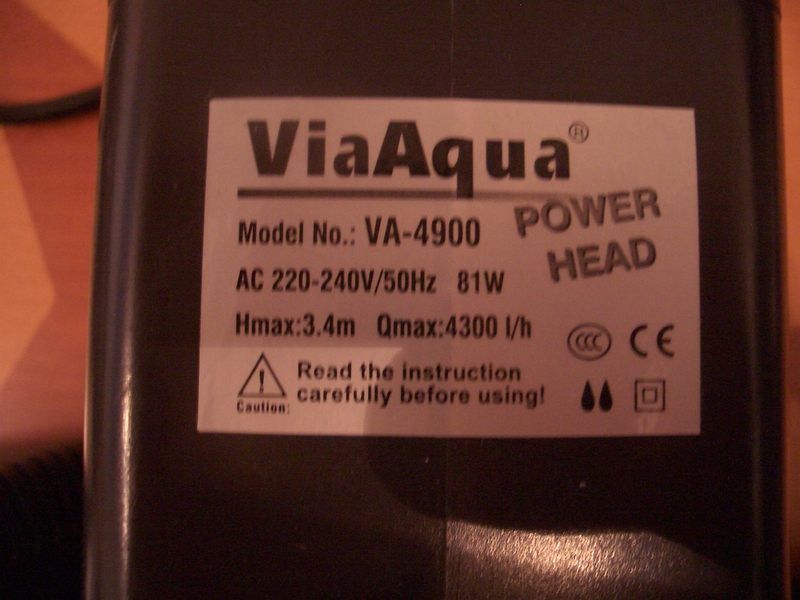 ViaAqua®
Model No.: VA-4900
POWER
HEAD
AC 220-240V/50Hz 81W
Hmax:3.4m Qmax:4300 l/h
CCC CE
! Read the instruction
carefully before using!
Caution: